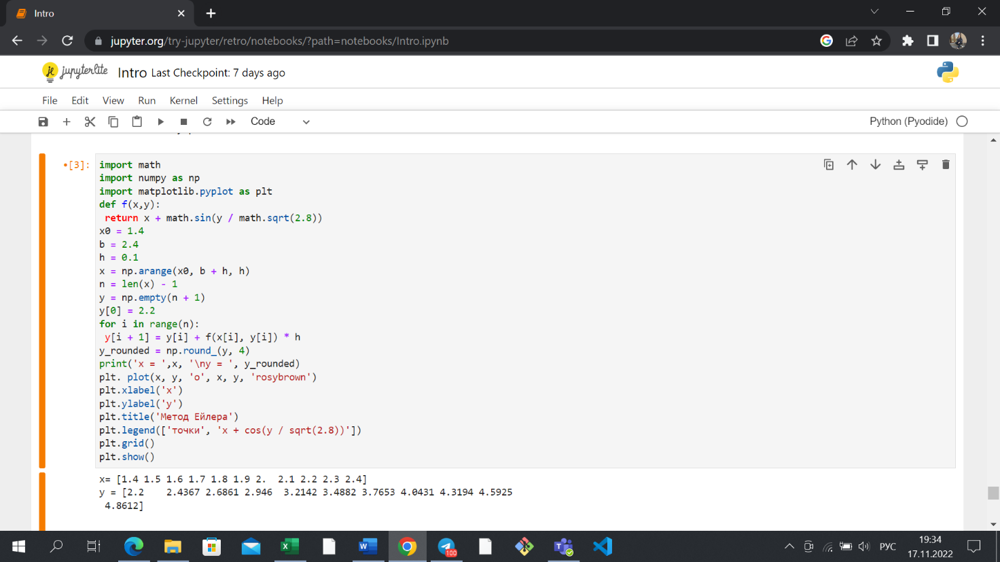 Intro
jupyter.org/try-jupyter/retro/notebooks/?path=notebooks/Intro.ipynb
jupyterlite Intro Last Checkpoint: 7 days ago
File Edit View Run Kernel Settings Help
Code Python (Pyodide)
•[3]: import math
import numpy as np
import matplotlib.pyplot as plt
def f(x,y):
return x + math.sin(y / math.sqrt(2.8))
x0 = 1.4
b = 2.4
h = 0.1
x = np.arange(x0, b + h, h)
n = len(x) - 1
y = np.empty(n + 1)
y[0] = 2.2
for i in range(n):
y[i + 1] = y[i] + f(x[i], y[i]) * h
y_rounded = np.round_(y, 4)
print('x = ',x, '\ny = ', y_rounded)
plt. plot(x, y, 'o', x, y, 'rosybrown')
plt.xlabel('x')
plt.ylabel('y')
plt.title('Метод Ейлера')
plt.legend(['точки', 'x + cos(y / sqrt(2.8))'])
plt.grid()
plt.show()
x= [1.4 1.5 1.6 1.7 1.8 1.9 2.  2.1 2.2 2.3 2.4]
y = [2.2    2.4367 2.6861 2.946  3.2142 3.4882 3.7653 4.0431 4.3194 4.5925
4.8612]
100
РУС
19:34
17.11.2022